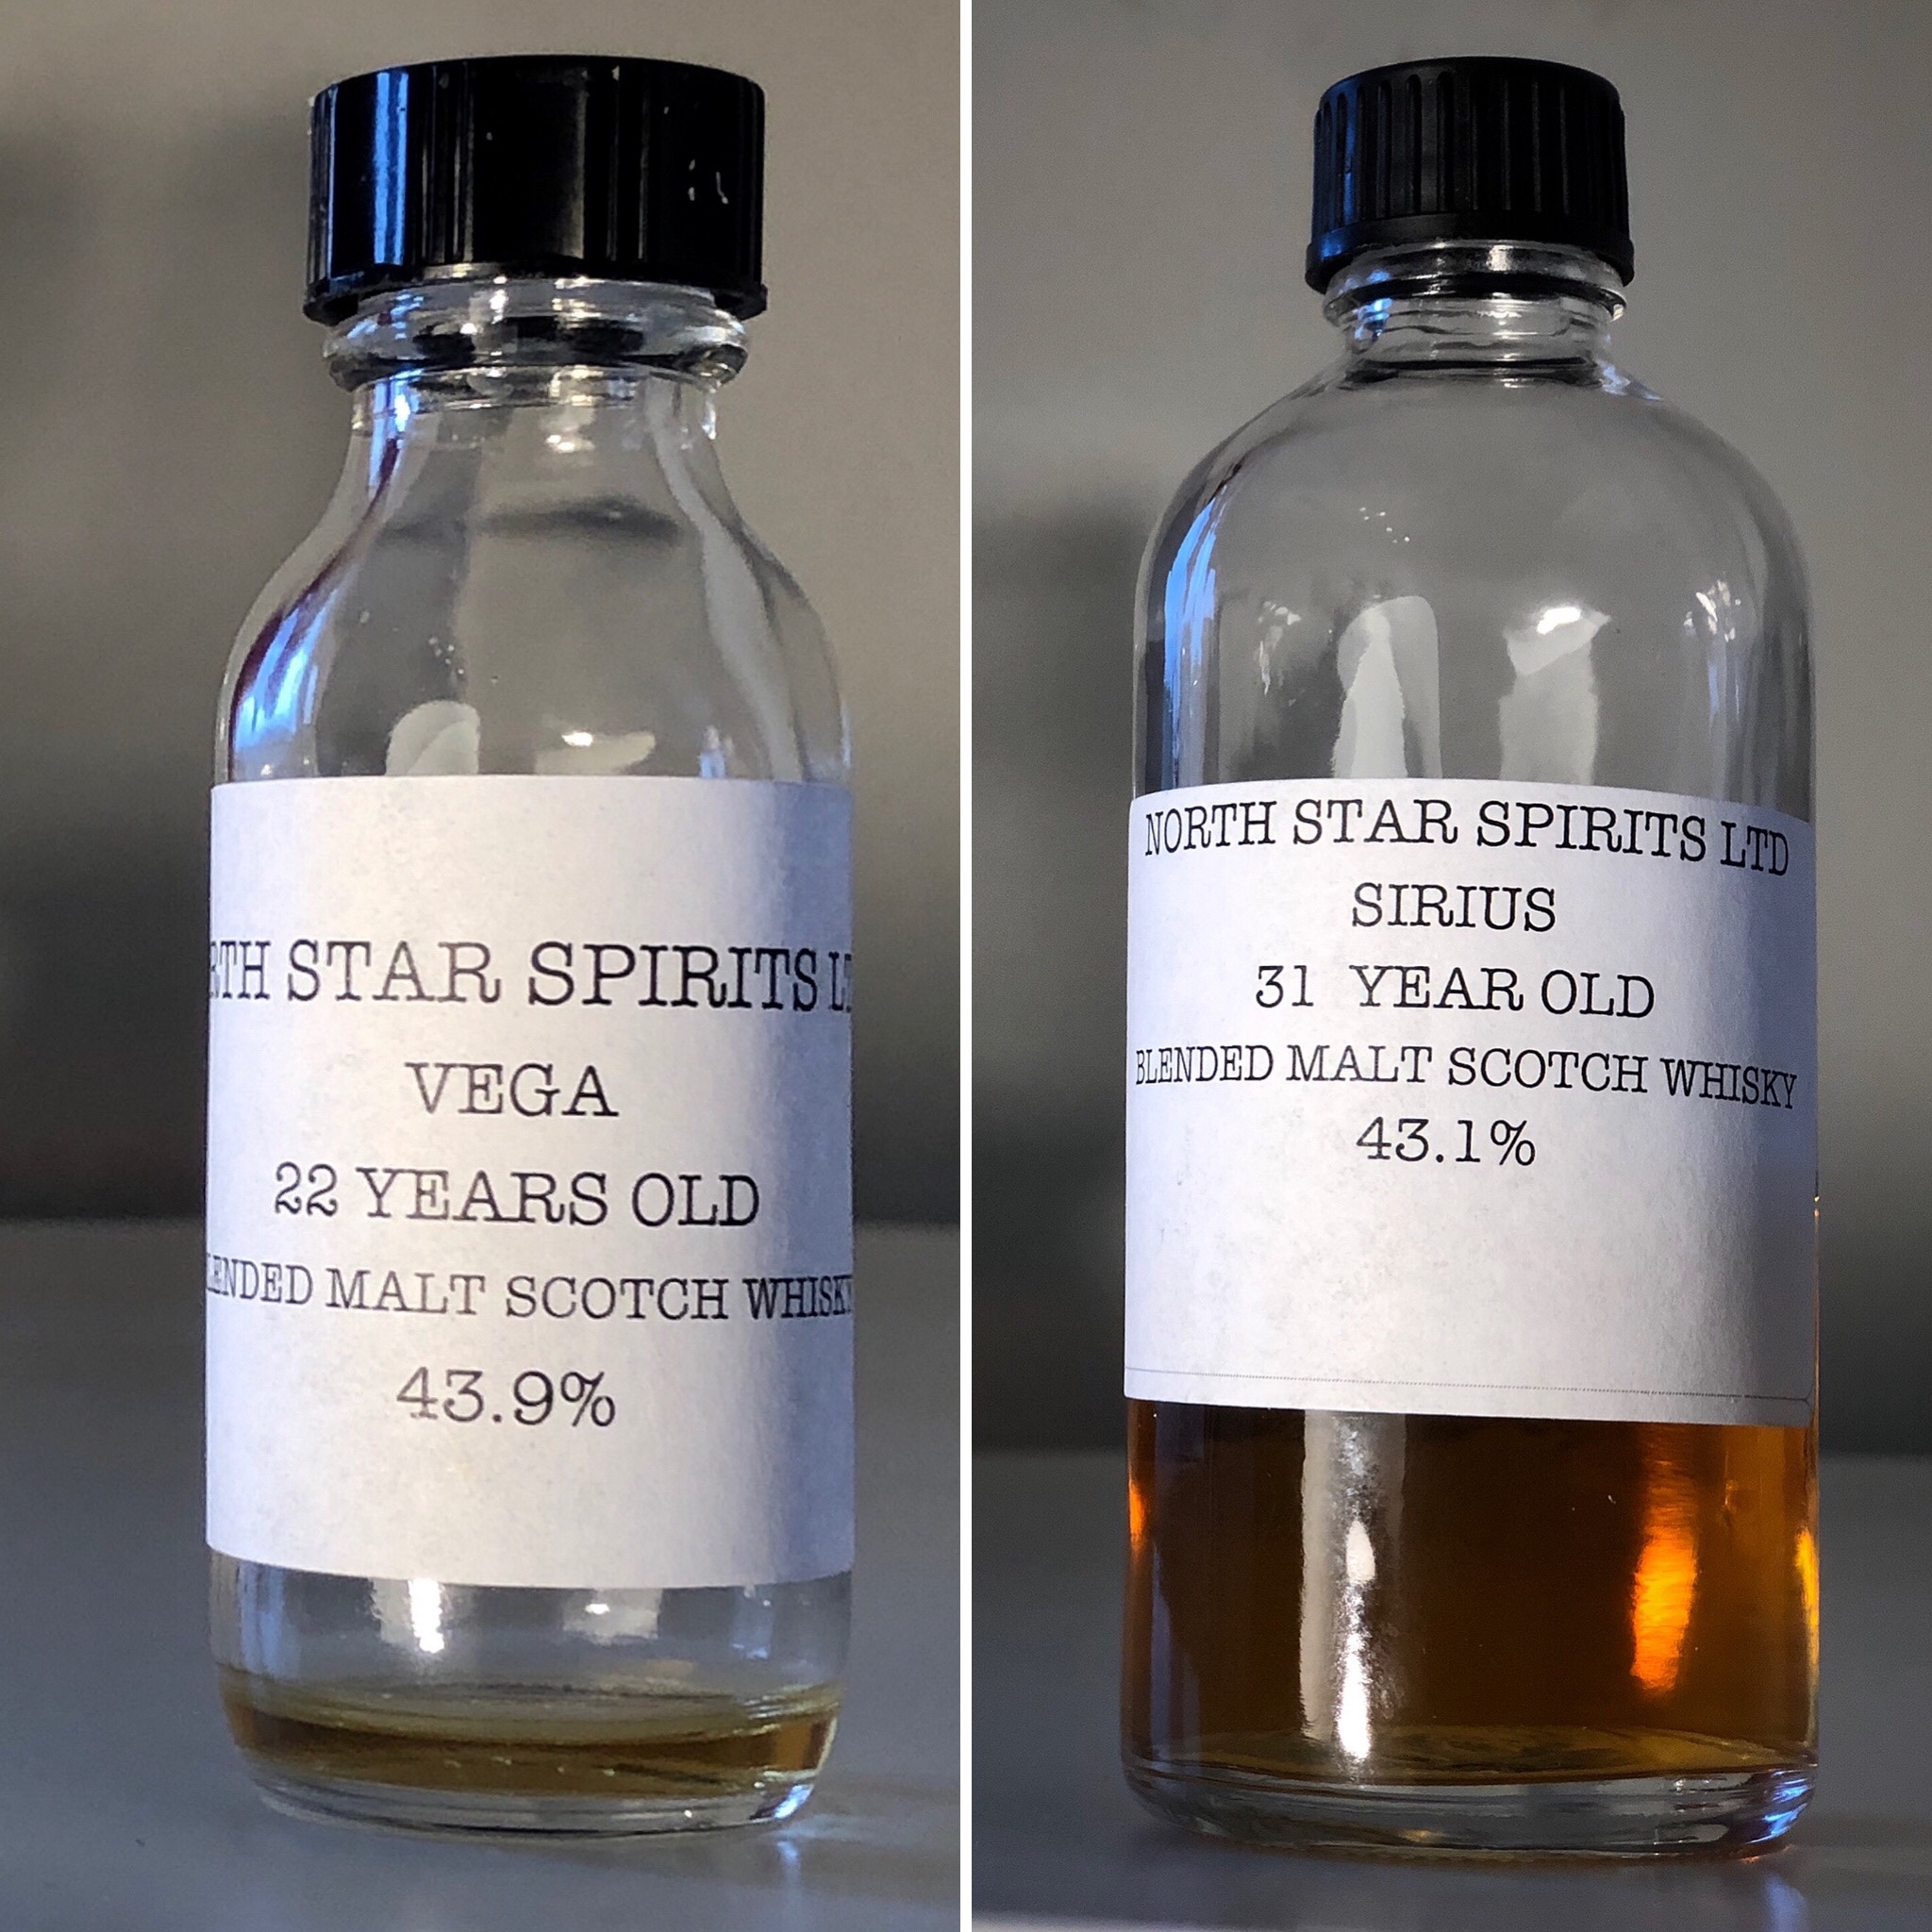 RTH STAR SPIRITS LT
VEGA
22 YEARS OLD
LENDED MALT SCOTCH WHISKY
43.9%
NORTH STAR SPIRITS LTD
SIRIUS
31 YEAR OLD
BLENDED MALT SCOTCH WHISKY
43.1%